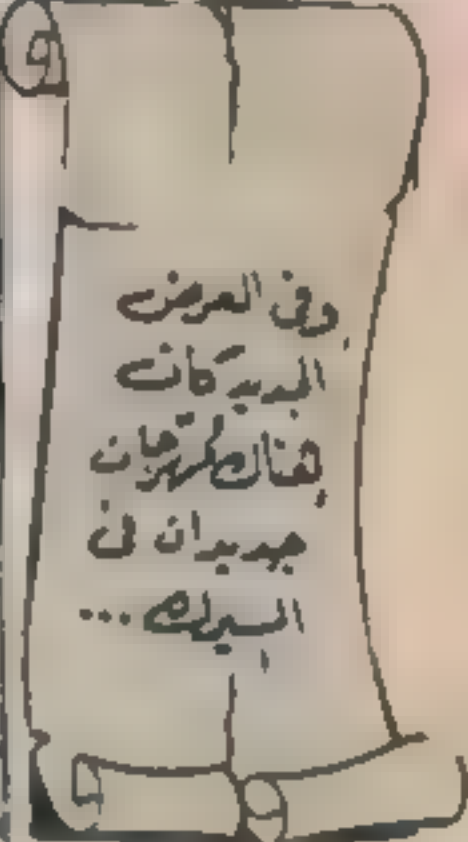 وفى العرض
الجديد كان
هناك مهرجان
جديدان فى
السيرك...